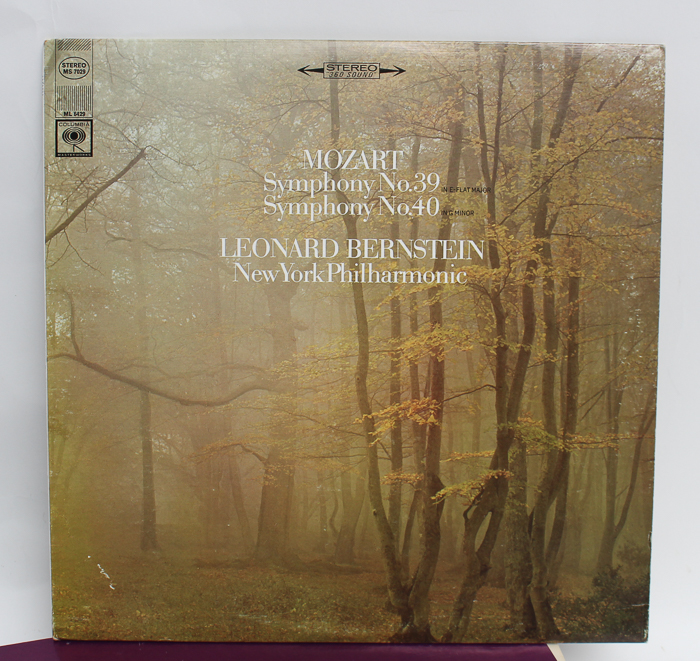 STEREO
MS 7029
ML 6429
COLUMBIA
MASTERWORKS
STEREO
"360 SOUND"
MOZART
Symphony No.39 IN E-FLAT MAJOR
Symphony No.40 IN G MINOR
LEONARD BERNSTEIN
New York Philharmonic